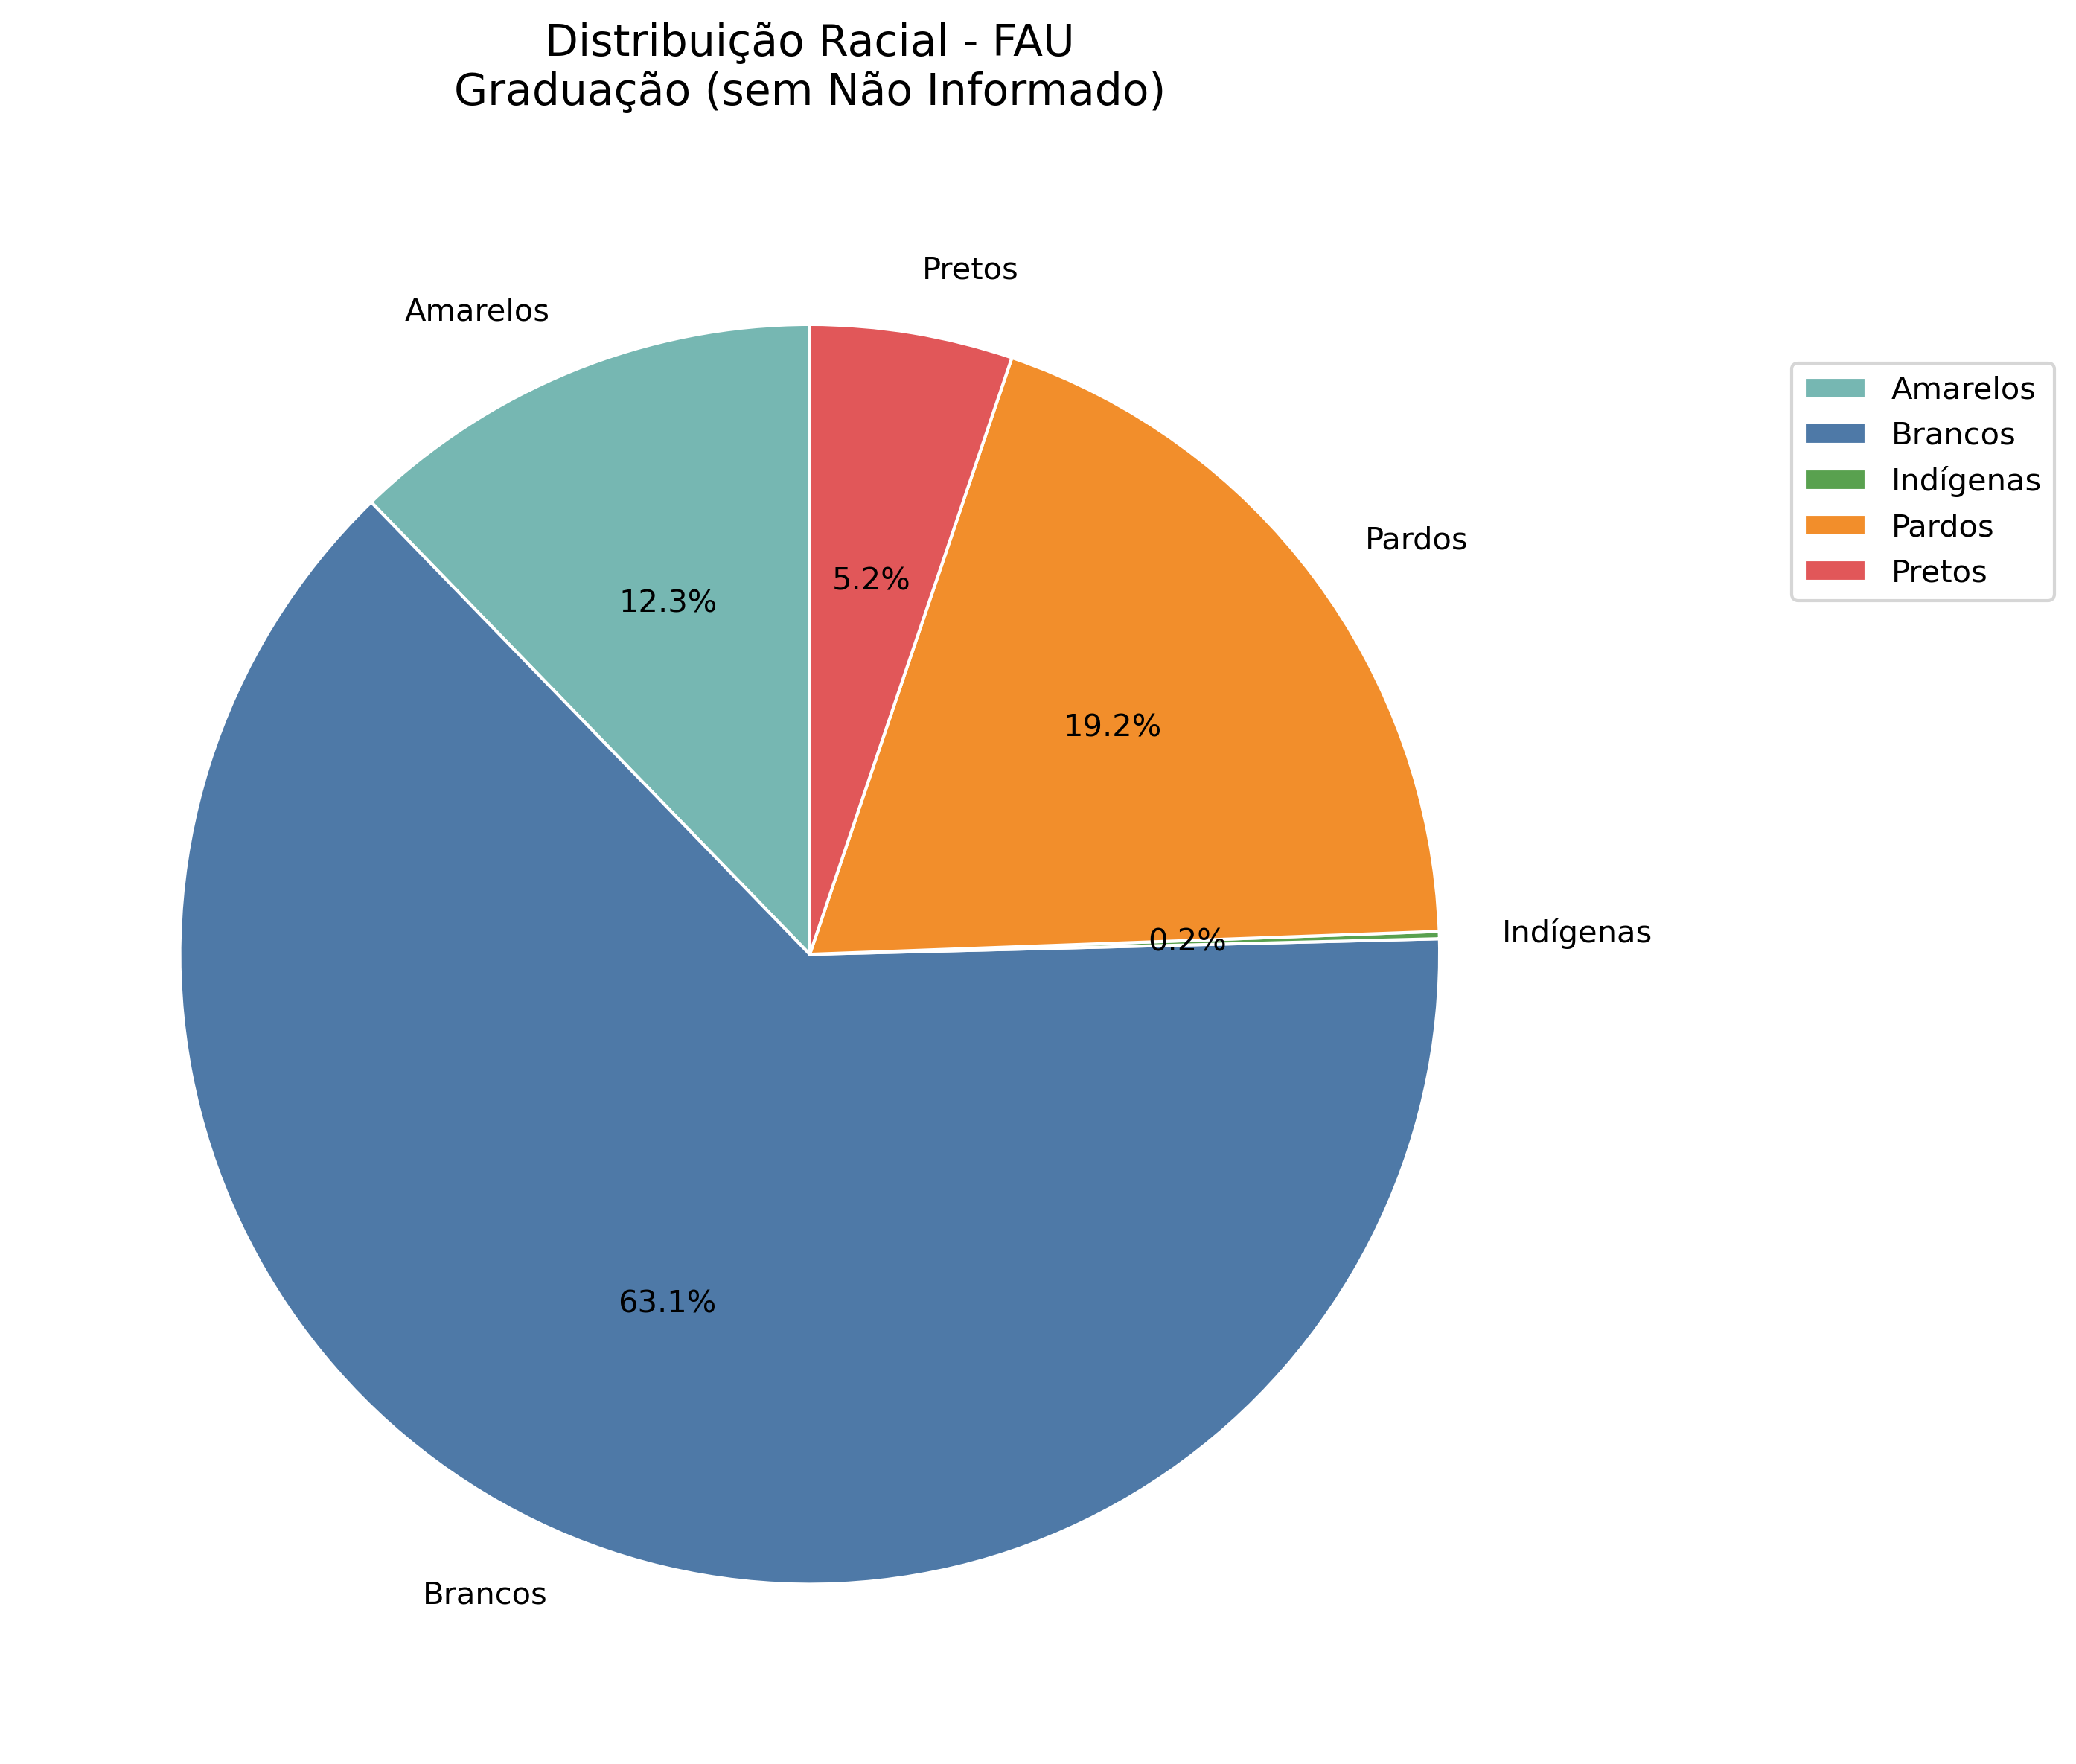 Distribuição Racial - FAU
Graduação (sem Não Informado)
Pretos
Amarelos
Pardos
Indígenas
Brancos
5.2%
12.3%
19.2%
0.2%
63.1%
Amarelos
Brancos
Indígenas
Pardos
Pretos